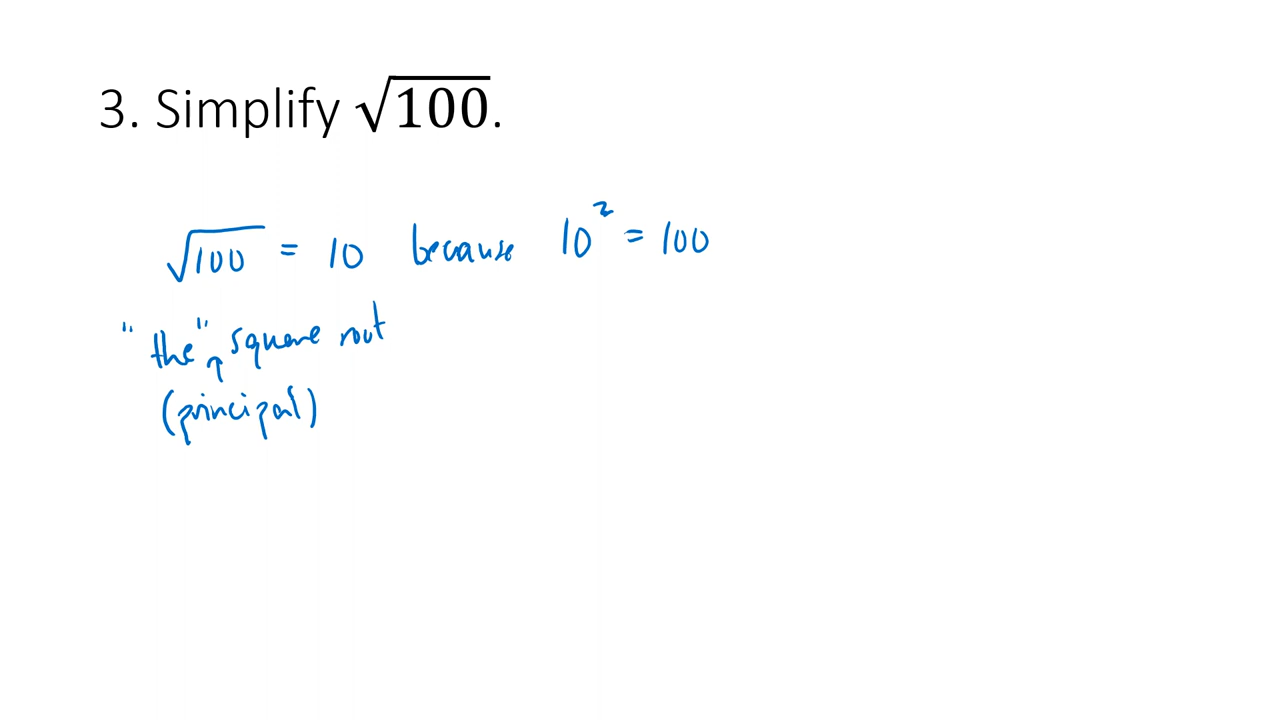 3. Simplify √100.
√100 = 10 because 10² = 100
"the" ↑ square root
(principal)